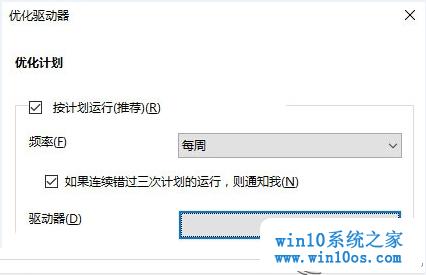 优化驱动器
优化计划
按计划运行(推荐)(R)
频率(F) 每周
如果连续错过三次计划的运行，则通知我(N)
驱动器(D)
win10系统之家
www.win10os.com